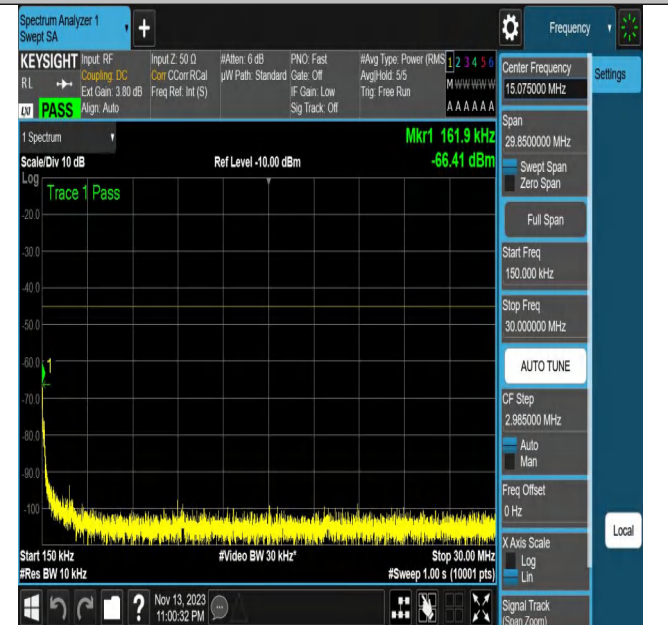 Spectrum Analyzer 1
Swept SA
+
Frequency
KEYSIGHT
RL
LXI PASS
Input: RF
Coupling: DC
Ext Gain: 3.80 dB
Align: Auto
Input Z: 50 Ω
Corr CCorr RCal
Freq Ref: Int (S)
#Atten: 6 dB
µW Path: Standard
PNO: Fast
Gate: Off
IF Gain: Low
Sig Track: Off
#Avg Type: Power (RMS
Avg|Hold: 5/5
Trig: Free Run
1 2 3 4 5 6
M W W W W W
A A A A A A
1 Spectrum
Scale/Div 10 dB
Ref Level -10.00 dBm
Mkr1 161.9 kHz
-66.41 dBm
Log
Trace 1 Pass
-20.0
-30.0
-40.0
-50.0
-60.0
1
-70.0
-80.0
-90.0
-100
Start 150 kHz
#Video BW 30 kHz*
Stop 30.00 MHz
#Res BW 10 kHz
#Sweep 1.00 s (10001 pts)
?
Nov 13, 2023
11:00:32 PM
Center Frequency
15.075000 MHz
Settings
Span
29.8500000 MHz
Swept Span
Zero Span
Full Span
Start Freq
150.000 kHz
Stop Freq
30.000000 MHz
AUTO TUNE
CF Step
2.985000 MHz
Auto
Man
Freq Offset
0 Hz
X Axis Scale
Log
Lin
Local
Signal Track
(Span Zoom)